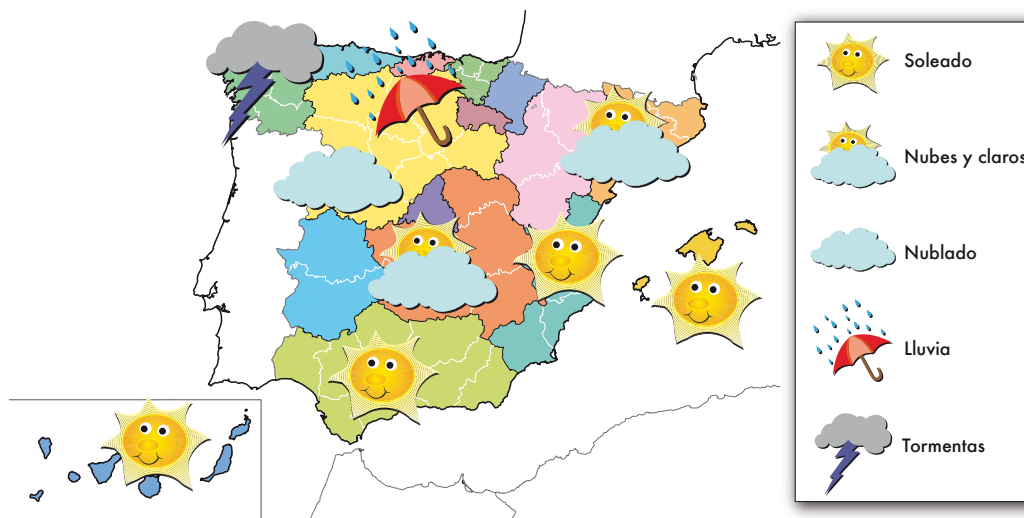 Soleado
Nubes y claros
Nublado
Lluvia
Tormentas